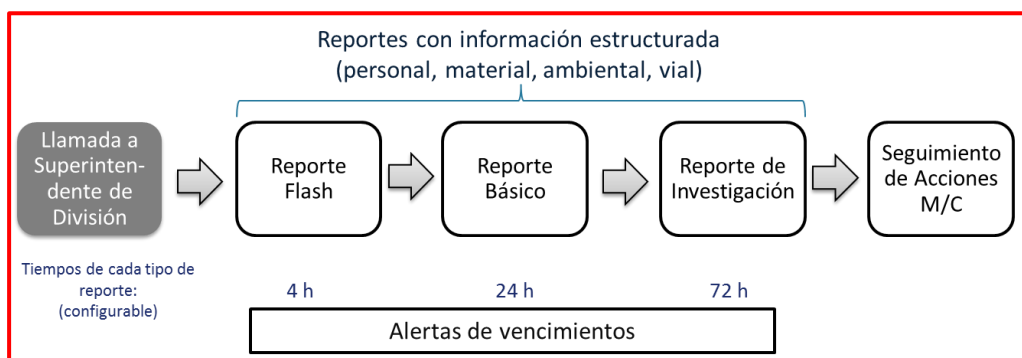 Reportes con información estructurada
(personal, material, ambiental, vial)
Llamada a
Superinten-
dente de
División
Reporte
Flash
Reporte
Básico
Reporte de
Investigación
Seguimiento
de Acciones
M/C
Tiempos de cada tipo de
reporte:
(configurable)
4 h
24 h
72 h
Alertas de vencimientos